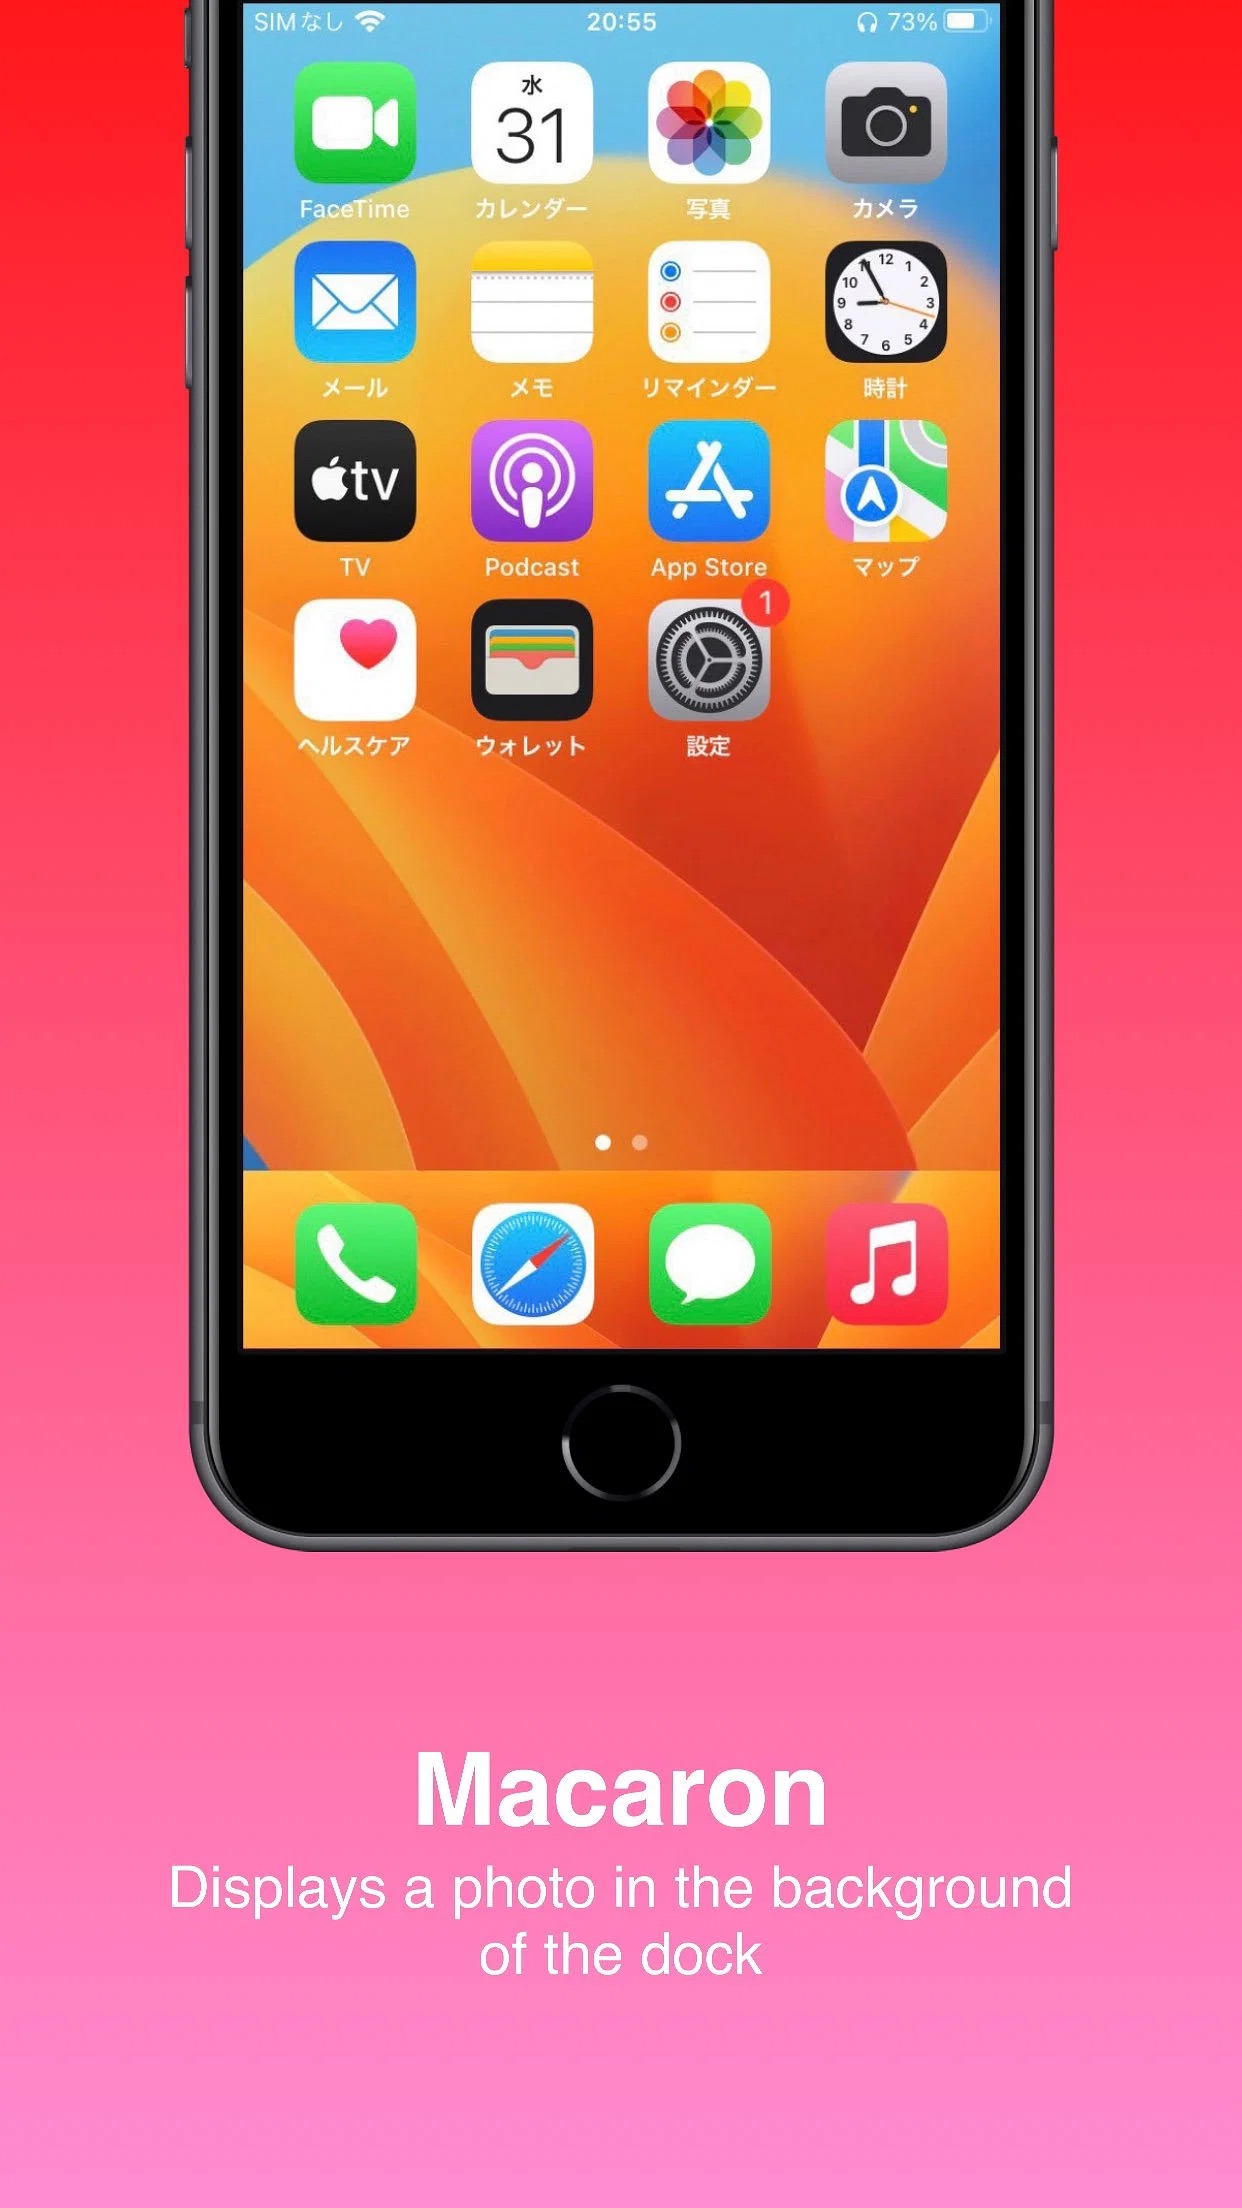 SIMなし 20:55 73%
水
31
FaceTime カレンダー 写真 カメラ
12
11 1
10 2
9 3
8 4
7 5
6
メール メモ リマインダー 時計
tv
TV Podcast App Store マップ
1
ヘルスケア ウォレット 設定
Macaron
Displays a photo in the background
of the dock